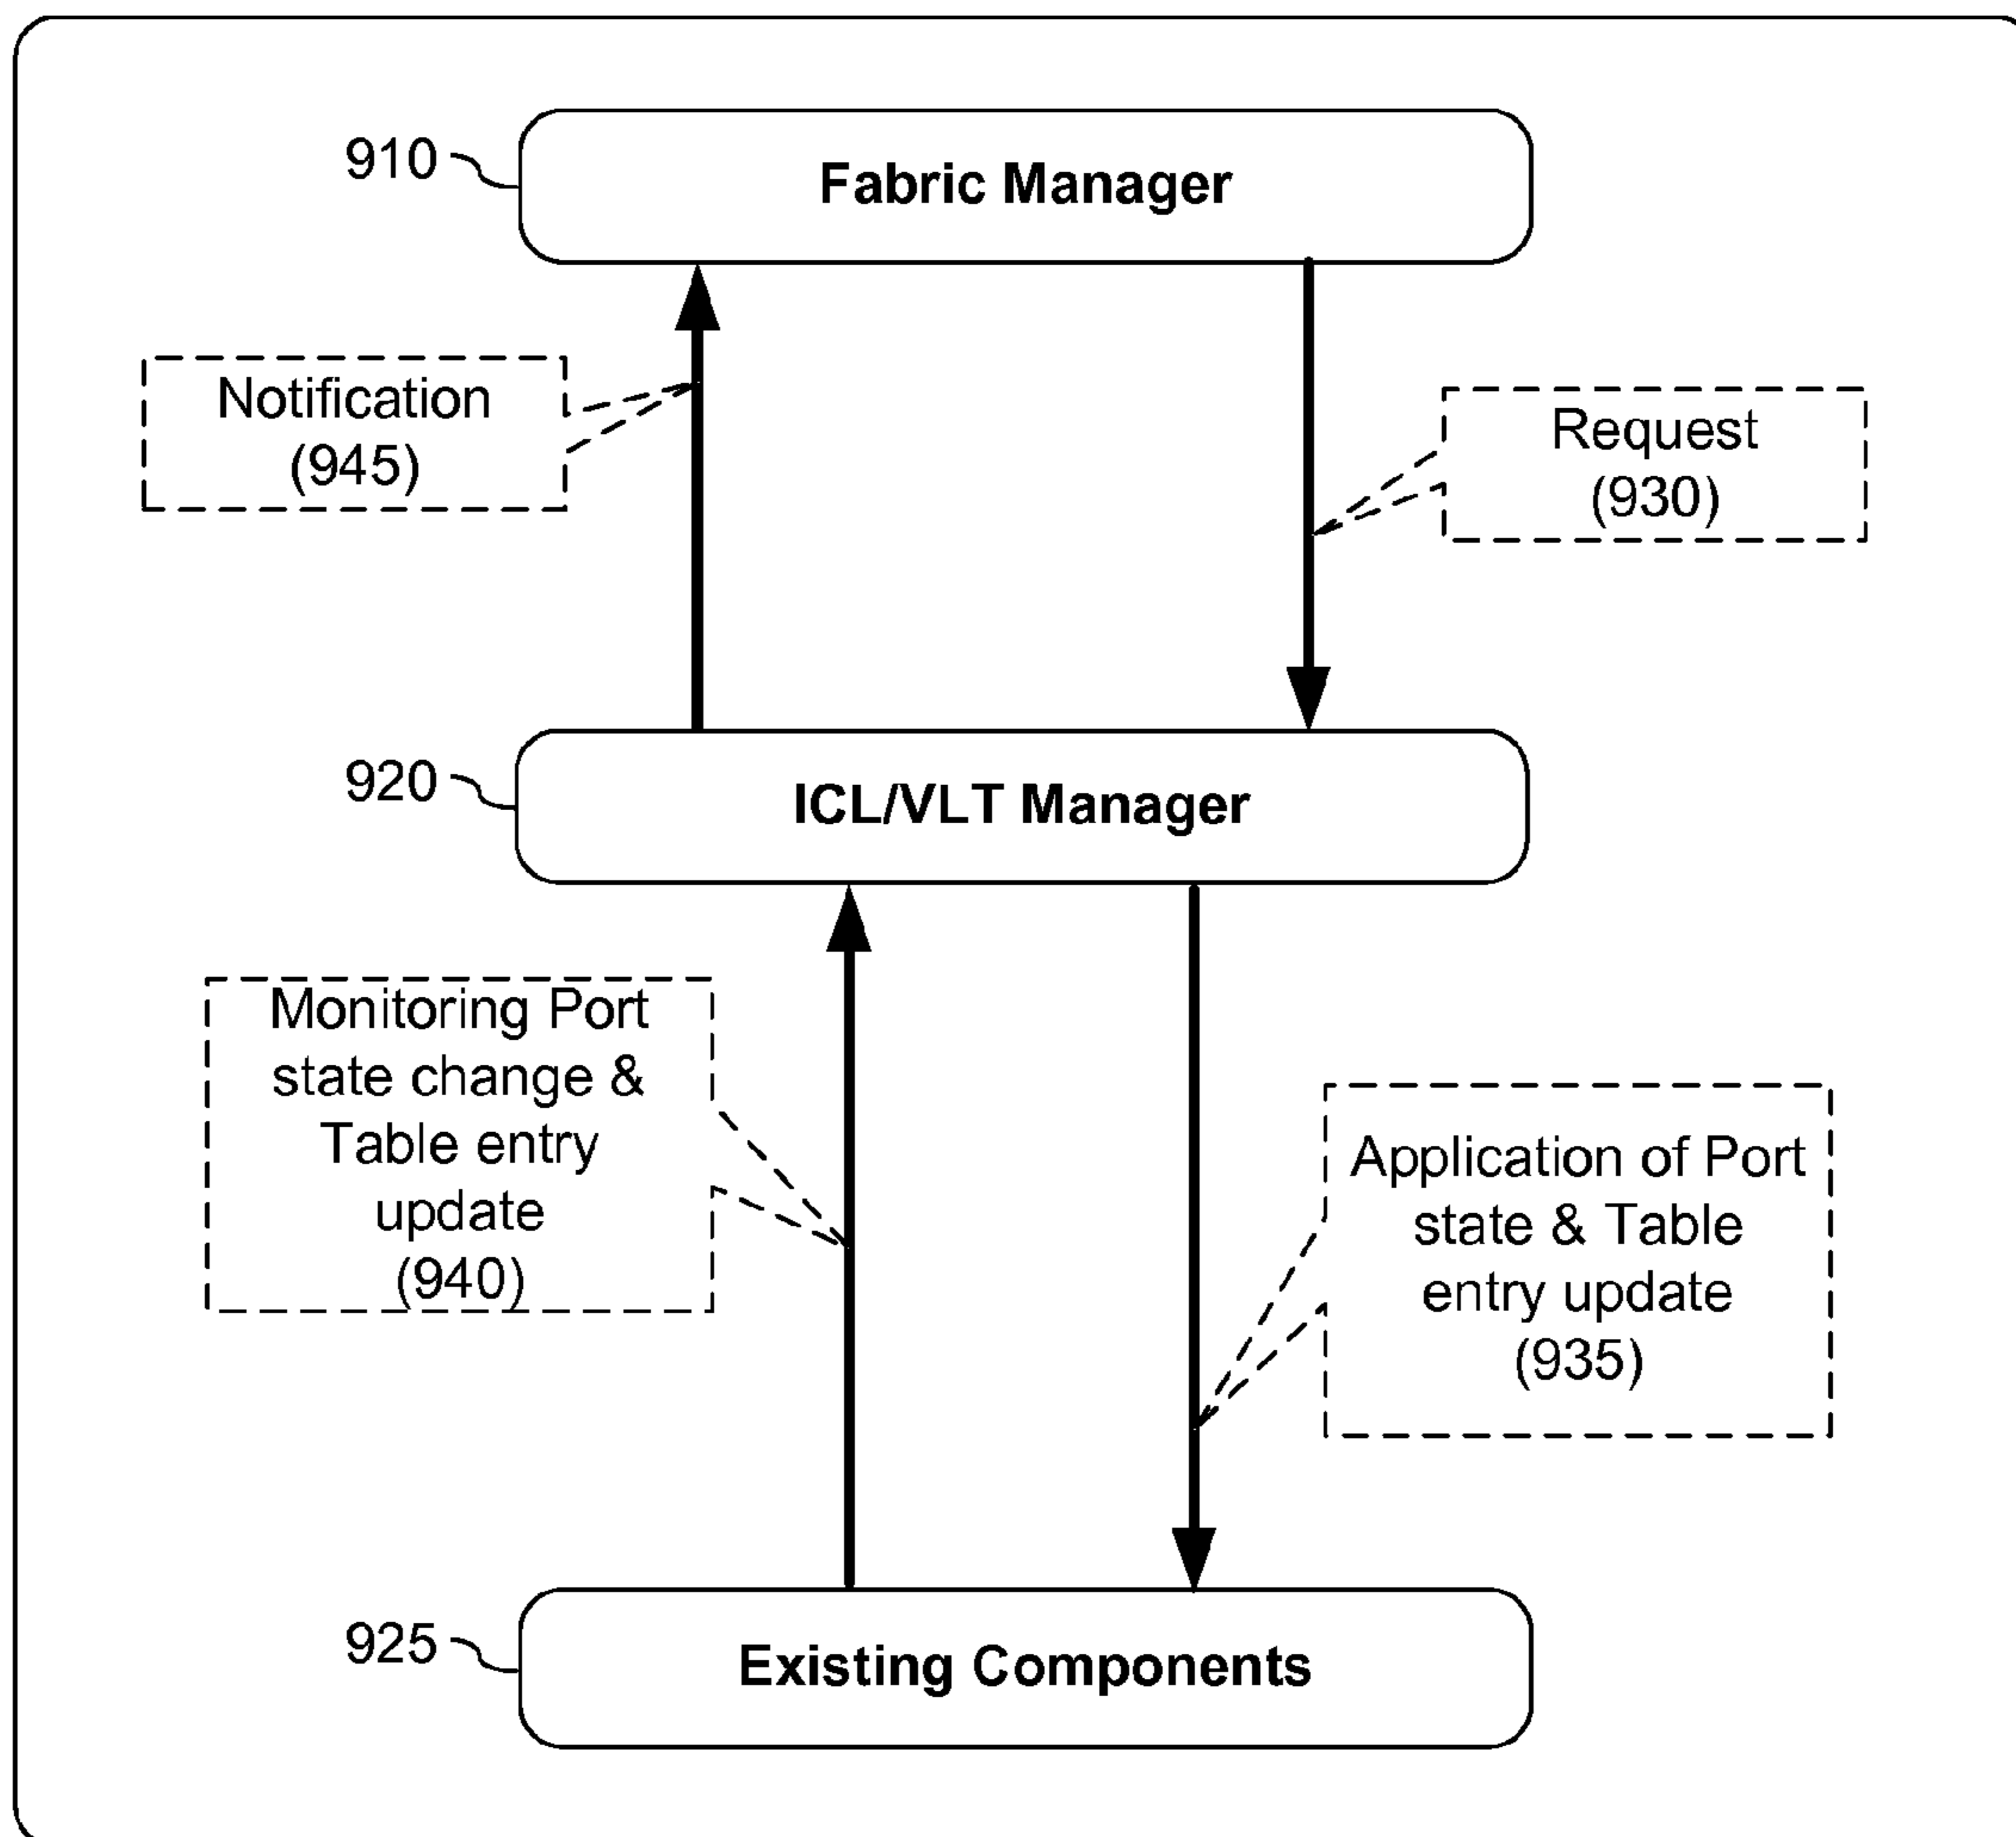 910
Fabric Manager
Notification
(945)
Request
(930)
920
ICL/VLT Manager
Monitoring Port
state change &
Table entry
update
(940)
Application of Port
state & Table
entry update
(935)
925
Existing Components